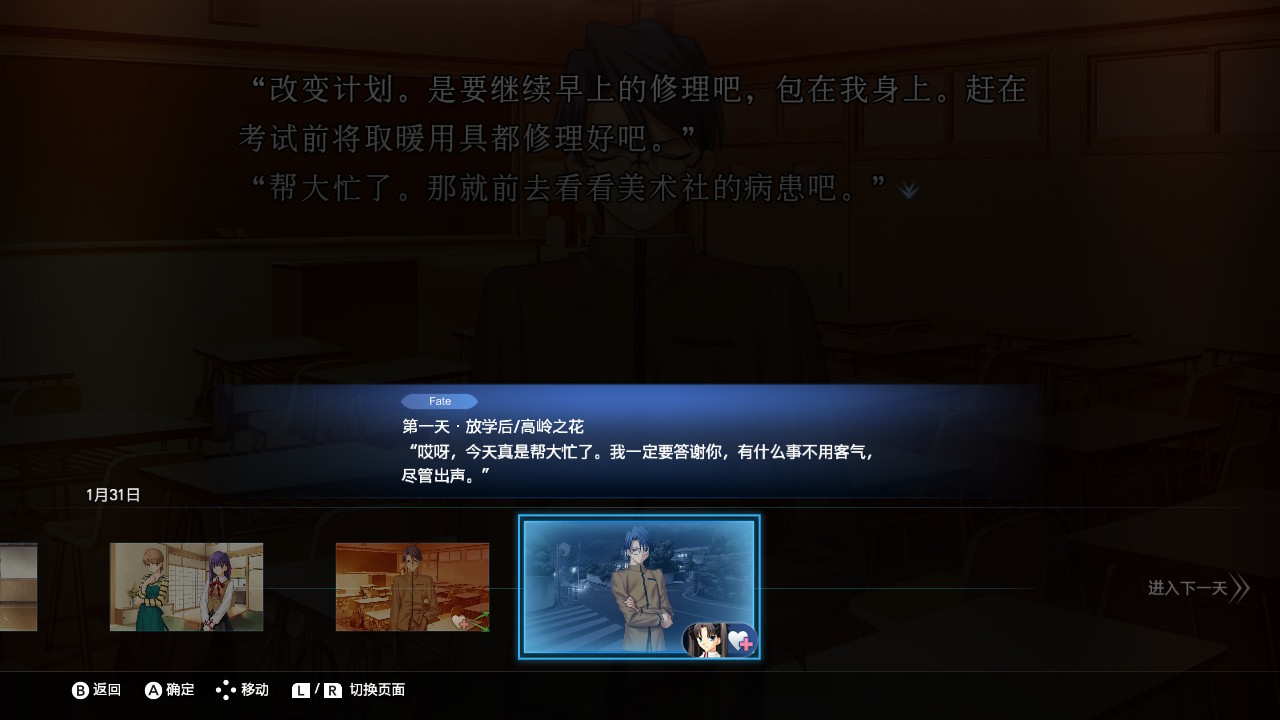 “改变计划。是要继续早上的修理吧，包在我身上。赶在
考试前将取暖用具都修理好吧。”
“帮大忙了。那就前去看看美术社的病患吧。”
Fate
第一天 · 放学后/高岭之花
“哎呀，今天真是帮大忙了。我一定要答谢你，有什么事不用客气，
尽管出声。”
1月31日
进入下一天
B 返回 A 确定 移动 L / R 切换页面